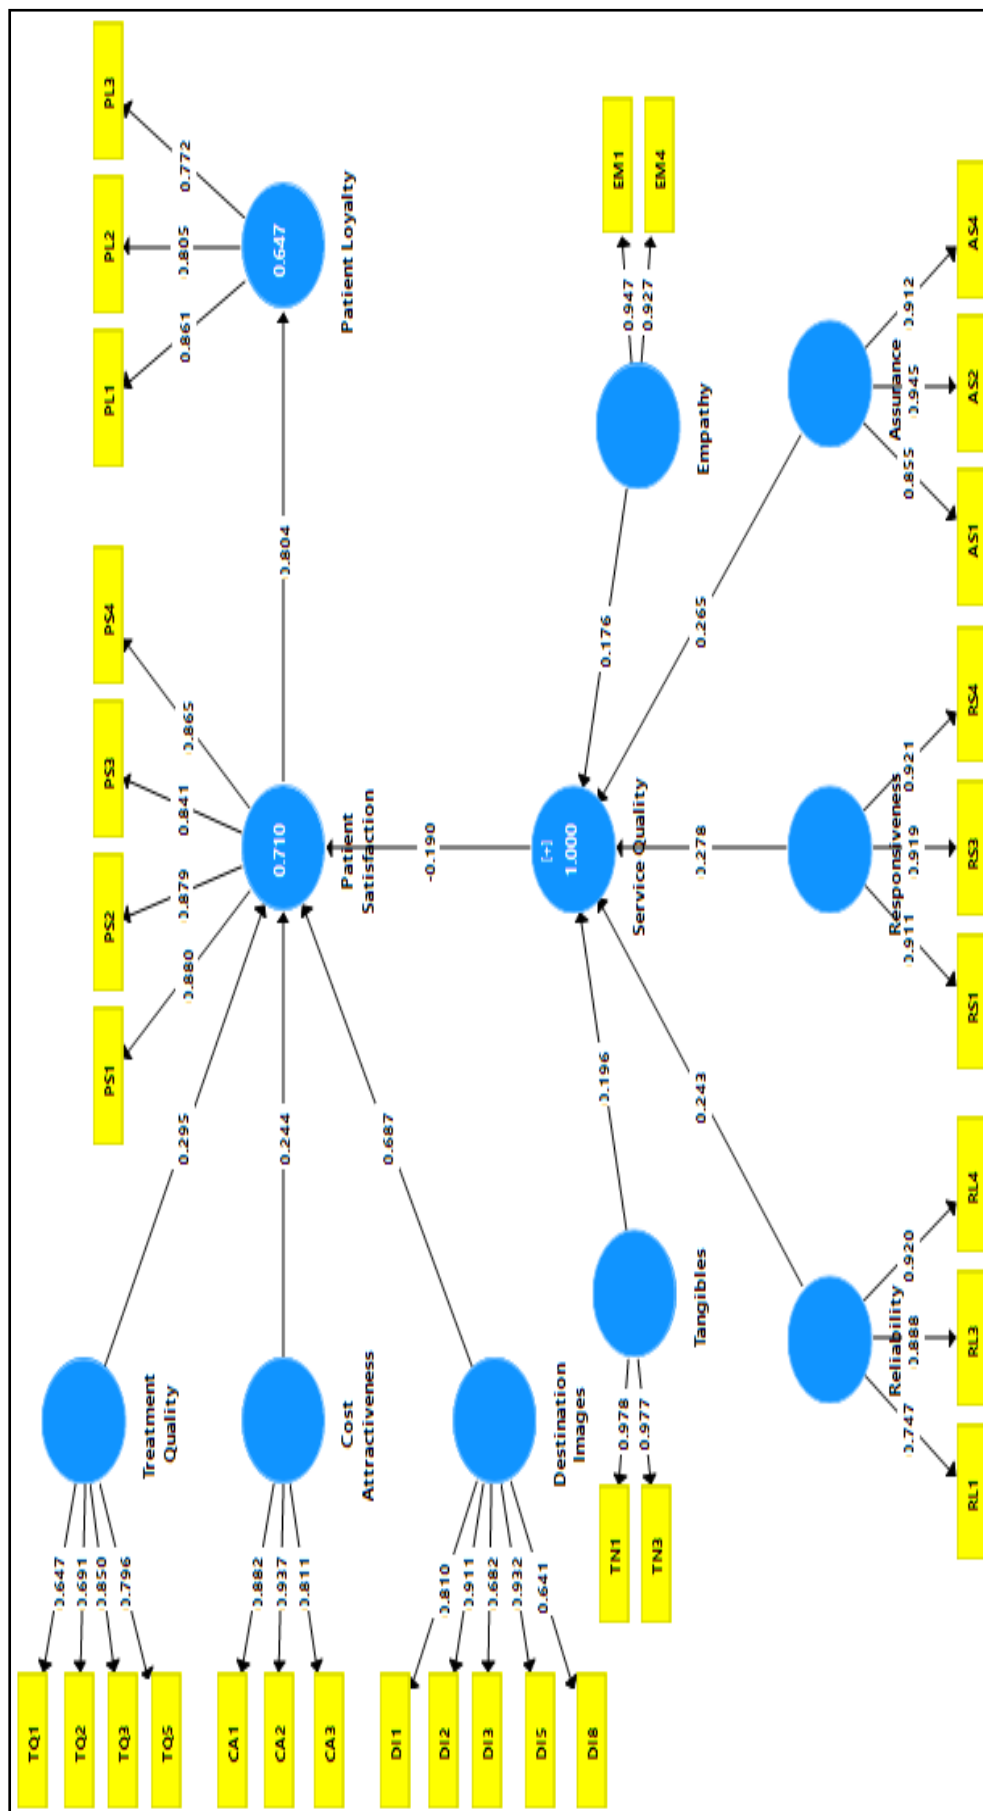 TQ1
TQ2
TQ3
TQ5
0.647
0.691
0.850
0.796
Treatment
Quality
CA1
CA2
CA3
0.882
0.937
0.811
Cost
Attractiveness
DI1
DI2
DI3
DI5
DI8
0.810
0.911
0.682
0.932
0.641
Destination
Images
0.295
0.244
0.687
PS1
PS2
PS3
PS4
0.880
0.879
0.841
0.865
0.710
Patient
Satisfaction
0.804
PL1
PL2
PL3
0.861
0.805
0.772
0.647
Patient Loyalty
-0.190
[+]
1.000
Service Quality
TN1
TN3
0.978
0.977
Tangibles
0.196
0.243
0.278
0.176
0.265
EM1
EM4
0.947
0.927
Empathy
Reliability
0.747
0.888
0.920
RL1
RL3
RL4
Responsiveness
0.911
0.919
0.921
RS1
RS3
RS4
Assurance
0.855
0.945
0.912
AS1
AS2
AS4